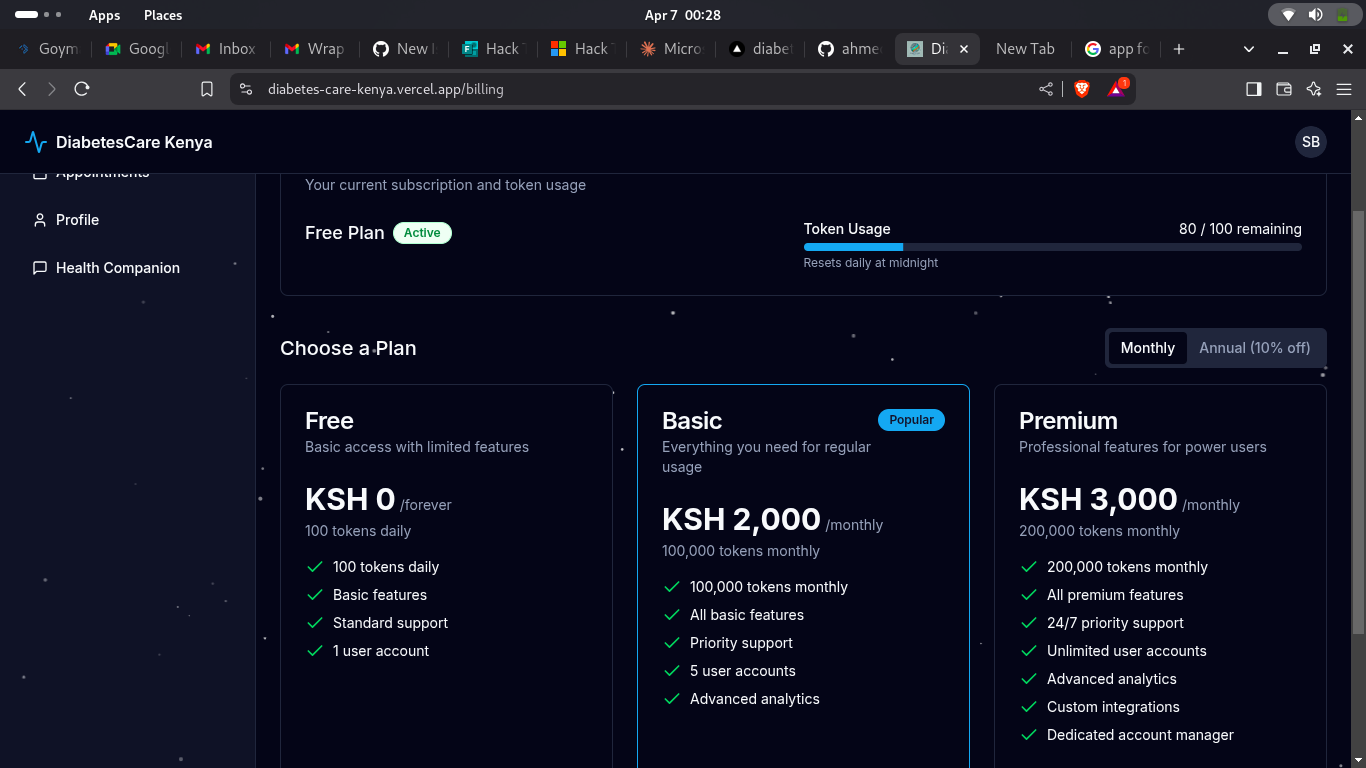 Apps Places Apr 7 00:28
Goym Googl Inbox Wrap New Hack Hack Micro diabet ahme Di New Tab app fo
diabetes-care-kenya.vercel.app/billing 1
DiabetesCare Kenya SB
Appointments
Profile
Health Companion
Your current subscription and token usage
Free Plan Active
Token Usage 80 / 100 remaining
Resets daily at midnight
Choose a Plan
Monthly Annual (10% off)
Free
Basic access with limited features
KSH 0 /forever
100 tokens daily
100 tokens daily
Basic features
Standard support
1 user account
Basic Popular
Everything you need for regular
usage
KSH 2,000 /monthly
100,000 tokens monthly
100,000 tokens monthly
All basic features
Priority support
5 user accounts
Advanced analytics
Premium
Professional features for power users
KSH 3,000 /monthly
200,000 tokens monthly
200,000 tokens monthly
All premium features
24/7 priority support
Unlimited user accounts
Advanced analytics
Custom integrations
Dedicated account manager